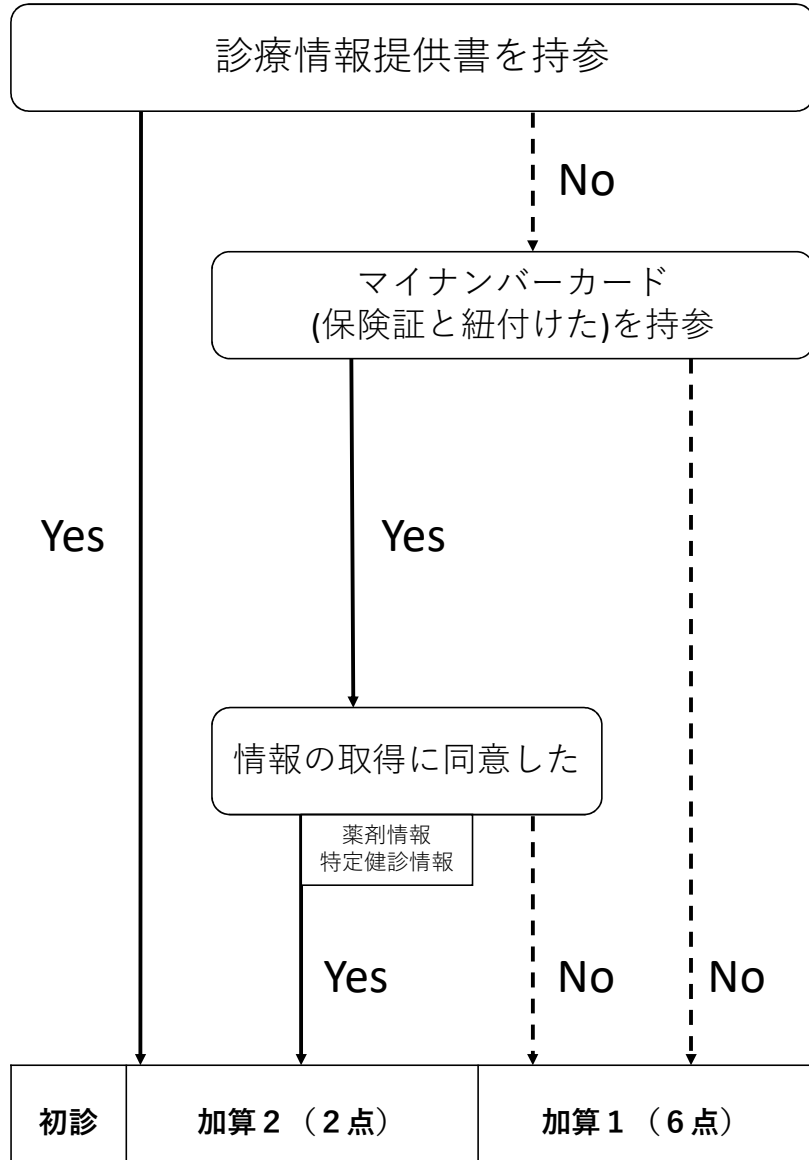 診療情報提供書を持参
No
マイナンバーカード
(保険証と紐付けた)を持参
Yes
Yes
情報の取得に同意した
薬剤情報
特定健診情報
Yes
No
No
初診
加算２（２点）
加算１（６点）